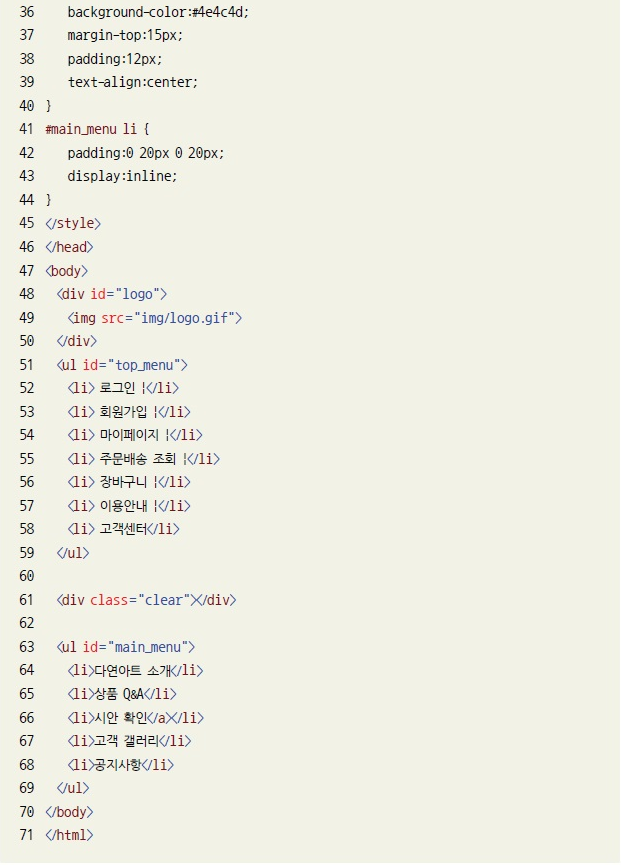 36 background-color:#4e4c4d;
37 margin-top:15px;
38 padding:12px;
39 text-align:center;
40 }
41 #main_menu li {
42 padding:0 20px 0 20px;
43 display:inline;
44 }
45 </style>
46 </head>
47 <body>
48 <div id="logo">
49 <img src="img/logo.gif">
50 </div>
51 <ul id="top_menu">
52 <li> 로그인 |</li>
53 <li> 회원가입 |</li>
54 <li> 마이페이지 |</li>
55 <li> 주문배송 조회 |</li>
56 <li> 장바구니 |</li>
57 <li> 이용안내 |</li>
58 <li> 고객센터</li>
59 </ul>
60
61 <div class="clear"></div>
62
63 <ul id="main_menu">
64 <li>다연아트 소개</li>
65 <li>상품 Q&A</li>
66 <li>시안 확인</a></li>
67 <li>고객 갤러리</li>
68 <li>공지사항</li>
69 </ul>
70 </body>
71 </html>